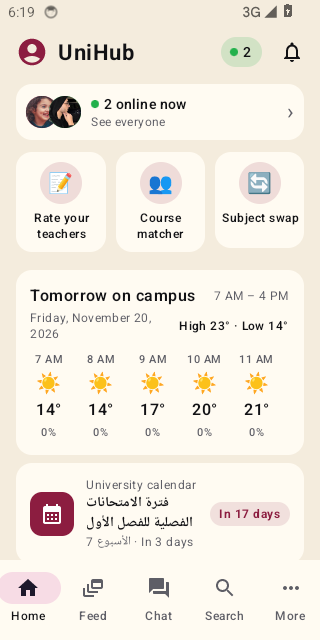 6:19
3G
UniHub
2
2 online now
See everyone
Rate your
teachers
Course
matcher
Subject swap
Tomorrow on campus
7 AM – 4 PM
Friday, November 20,
2026
High 23° · Low 14°
7 AM 8 AM 9 AM 10 AM 11 AM
14° 14° 17° 20° 21°
0% 0% 0% 0% 0%
University calendar
فترة الامتحانات
الفصلية للفصل الأول
In 17 days
الأسبوع 7 · In 3 days
Home Feed Chat Search More